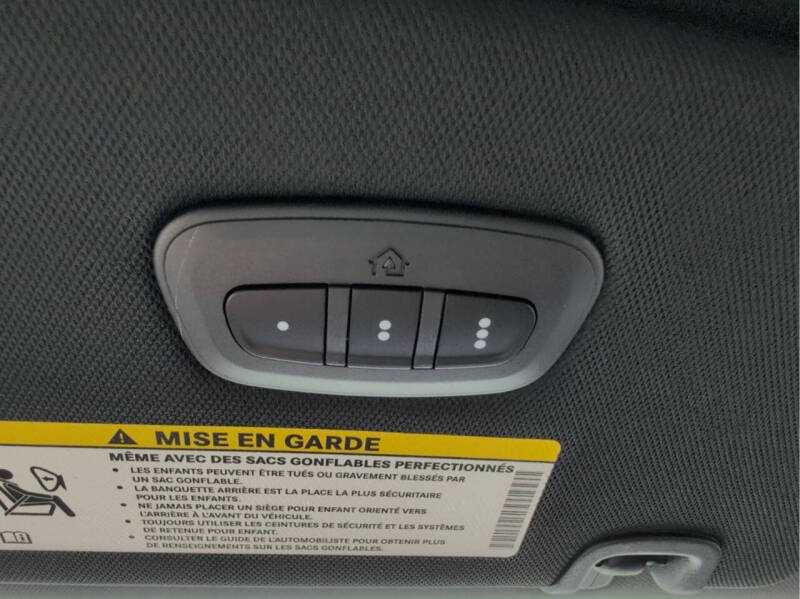 MISE EN GARDE
MÊME AVEC DES SACS GONFLABLES PERFECTIONNÉS
• LES ENFANTS PEUVENT ÊTRE TUÉS OU GRAVEMENT BLESSÉS PAR
UN SAC GONFLABLE.
• LA BANQUETTE ARRIÈRE EST LA PLACE LA PLUS SÉCURITAIRE
POUR LES ENFANTS.
• NE JAMAIS PLACER UN SIÈGE POUR ENFANT ORIENTÉ VERS
L'ARRIÈRE À L'AVANT DU VÉHICULE.
• TOUJOURS UTILISER LES CEINTURES DE SÉCURITÉ ET LES SYSTÈMES
DE RETENUE POUR ENFANT.
• CONSULTER LE GUIDE DE L'AUTOMOBILISTE POUR OBTENIR PLUS
DE RENSEIGNEMENTS SUR LES SACS GONFLABLES.